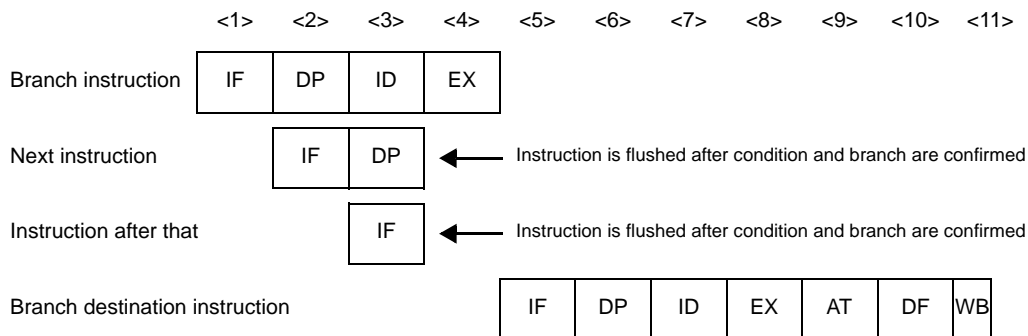 <1> <2> <3> <4> <5> <6> <7> <8> <9> <10> <11>
Branch instruction IF DP ID EX
Next instruction IF DP Instruction is flushed after condition and branch are confirmed
Instruction after that IF Instruction is flushed after condition and branch are confirmed
Branch destination instruction IF DP ID EX AT DF WB